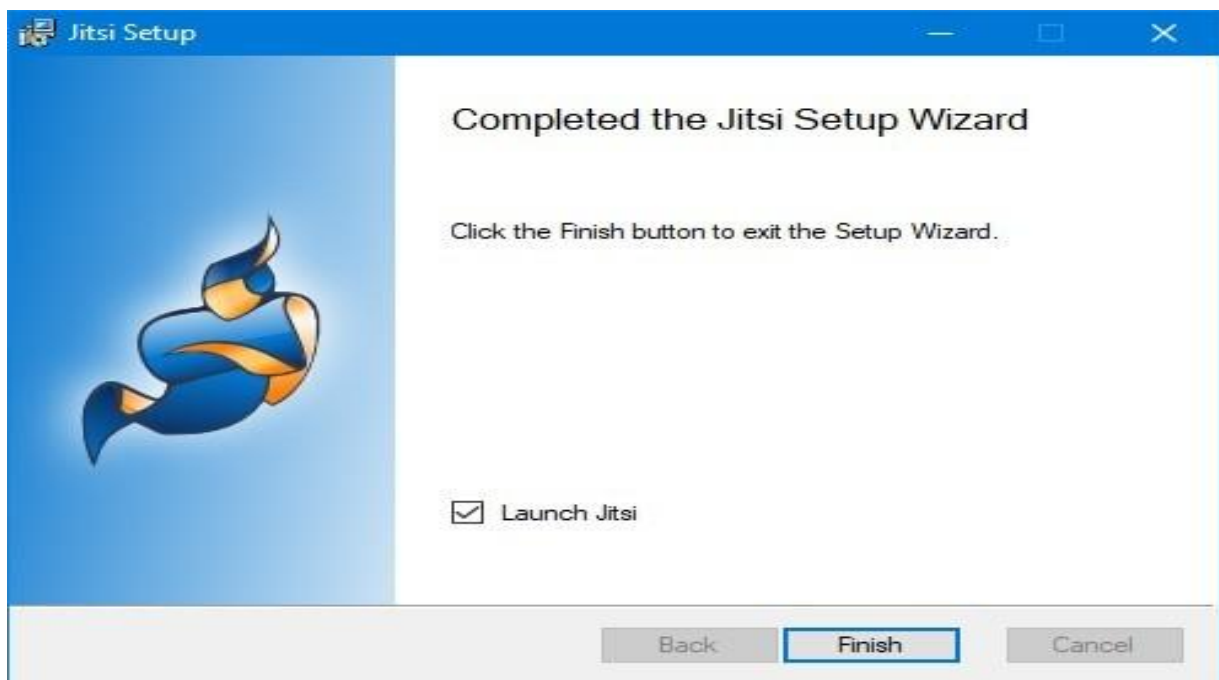 Jitsi Setup
Completed the Jitsi Setup Wizard
Click the Finish button to exit the Setup Wizard.
Launch Jitsi
Back Finish Cancel